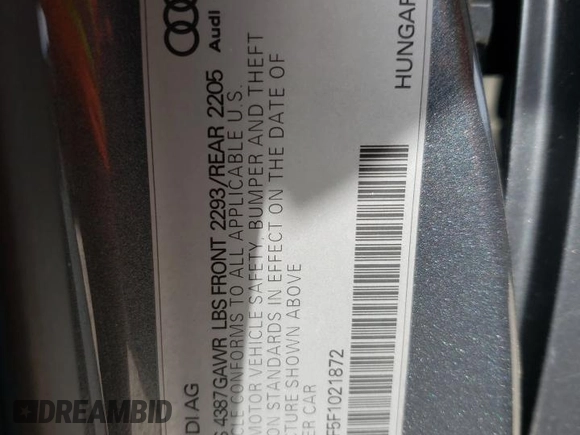 Audi
HUNGAR
DI AG
4387GAWR LBS FRONT 2293/REAR 2205
CLE CONFORMS TO ALL APPLICABLE U.S.
MOTOR VEHICLE SAFETY, BUMPER AND THEFT
ON STANDARDS IN EFFECT ON THE DATE OF
TURE SHOWN ABOVE
ER CAR
F5F1021872
DREAMBID